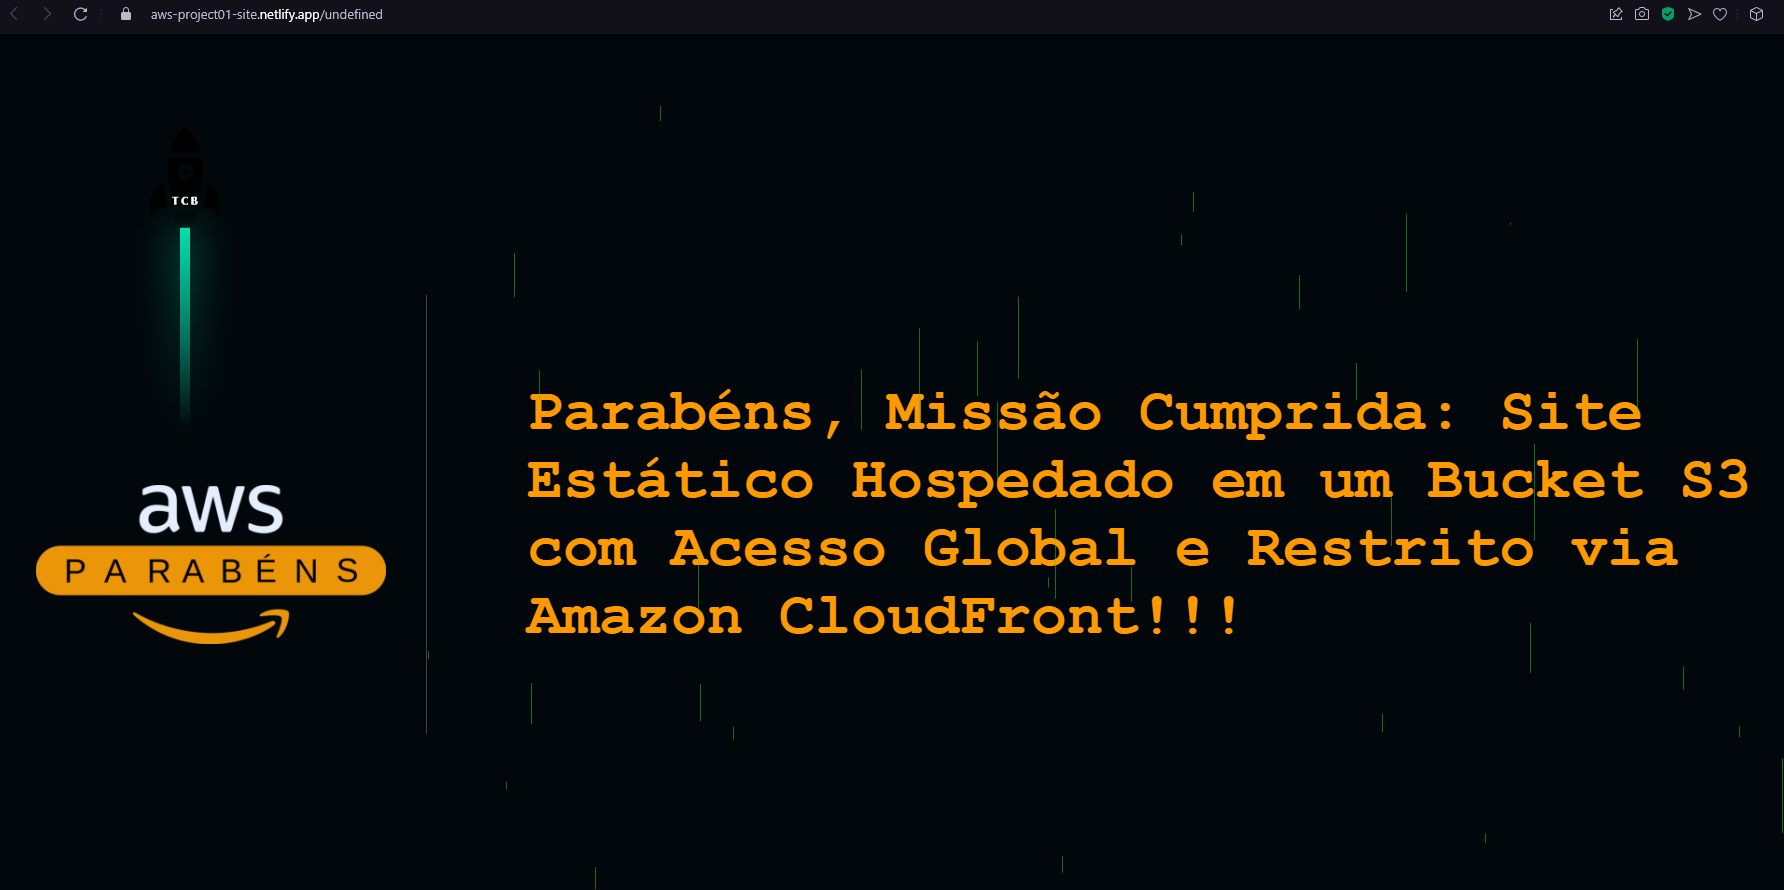 aws-project01-site.netlify.app/undefined
TCB
aws
PARABÉNS
Parabéns, Missão Cumprida: Site
Estático Hospedado em um Bucket S3
com Acesso Global e Restrito via
Amazon CloudFront!!!